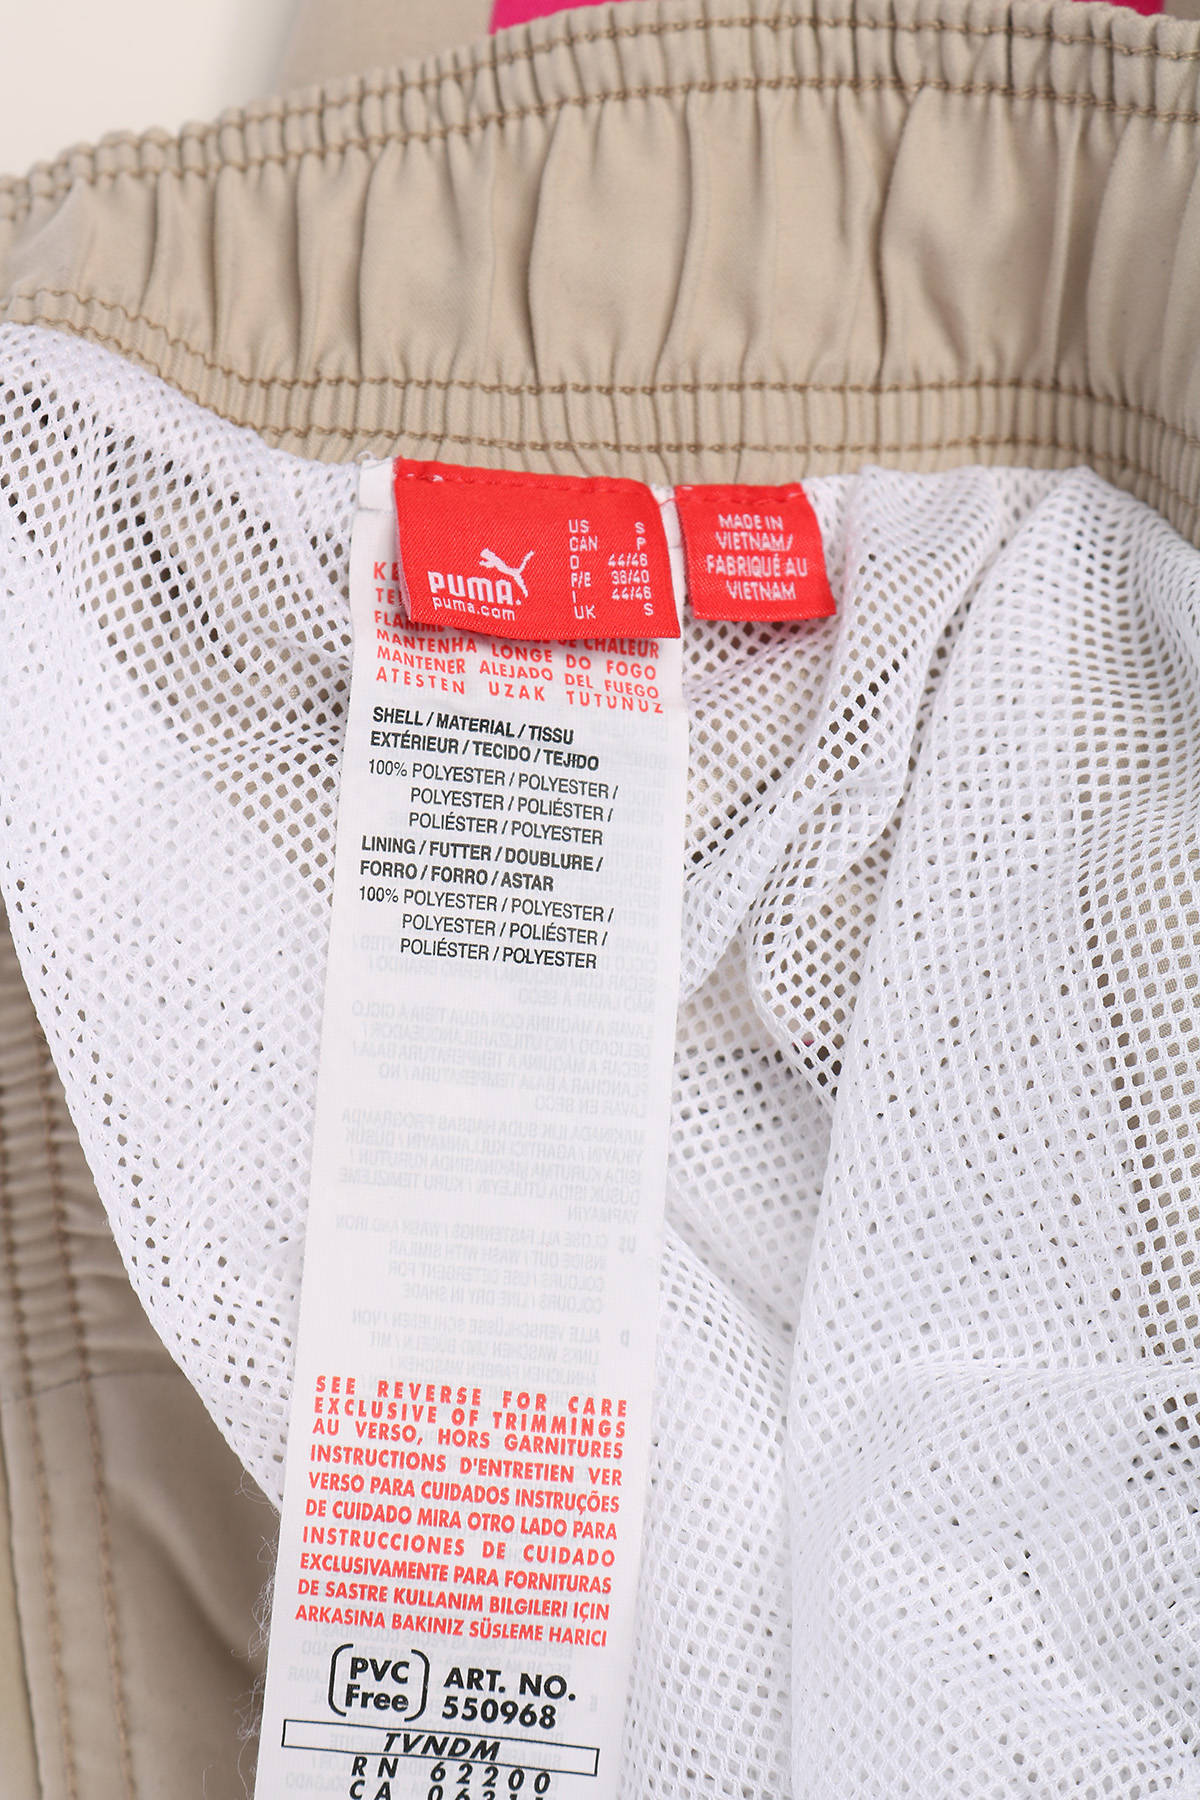 PUMA
puma.com
US S
CAN P
D 44/46
F/E 38/40
I 44/46
UK S
MADE IN
VIETNAM/
FABRIQUÉ AU
VIETNAM
DE CHALEUR
MANTENHA LONGE DO FOGO
MANTENER ALEJADO DEL FUEGO
ATESTEN UZAK TUTUNUZ
SHELL / MATERIAL / TISSU
EXTÉRIEUR / TECIDO / TEJIDO
100% POLYESTER / POLYESTER /
POLYESTER / POLIÉSTER /
POLIÉSTER / POLYESTER
LINING / FUTTER / DOUBLURE /
FORRO / FORRO / ASTAR
100% POLYESTER / POLYESTER /
POLYESTER / POLIÉSTER /
POLIÉSTER / POLYESTER
SEE REVERSE FOR CARE
EXCLUSIVE OF TRIMMINGS
AU VERSO, HORS GARNITURES
INSTRUCTIONS D'ENTRETIEN VER
VERSO PARA CUIDADOS INSTRUÇÕES
DE CUIDADO MIRA OTRO LADO PARA
INSTRUCCIONES DE CUIDADO
EXCLUSIVAMENTE PARA FORNITURAS
DE SASTRE KULLANIM BILGILERI IÇIN
ARKASINA BAKINIZ SÜSLEME HARICI
PVC
Free
ART. NO.
550968
TVNDM
RN 62200
CA